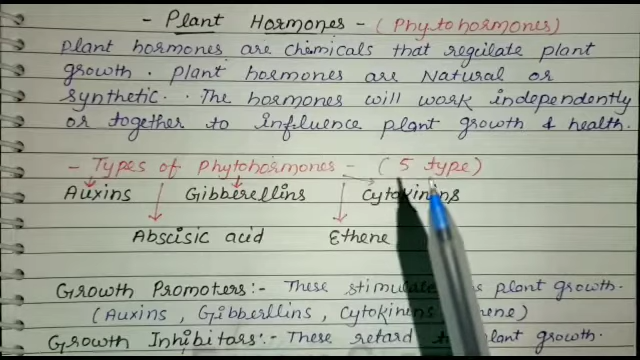 - Plant Hormones - (Phytohormones)
Plant hormones are chemicals that regulate plant
growth. Plant hormones are Natural or
synthetic. The hormones will work independently
or together to influence plant growth & health.
- Types of Phytohormones - (5 type)
Auxins Gibberellins Cytokinins
Abscisic acid Ethene
Growth Promoters:- These stimulate plant growth.
(Auxins, Gibberllins, Cytokinens
Growth Inhibitors:- These retard plant growth.